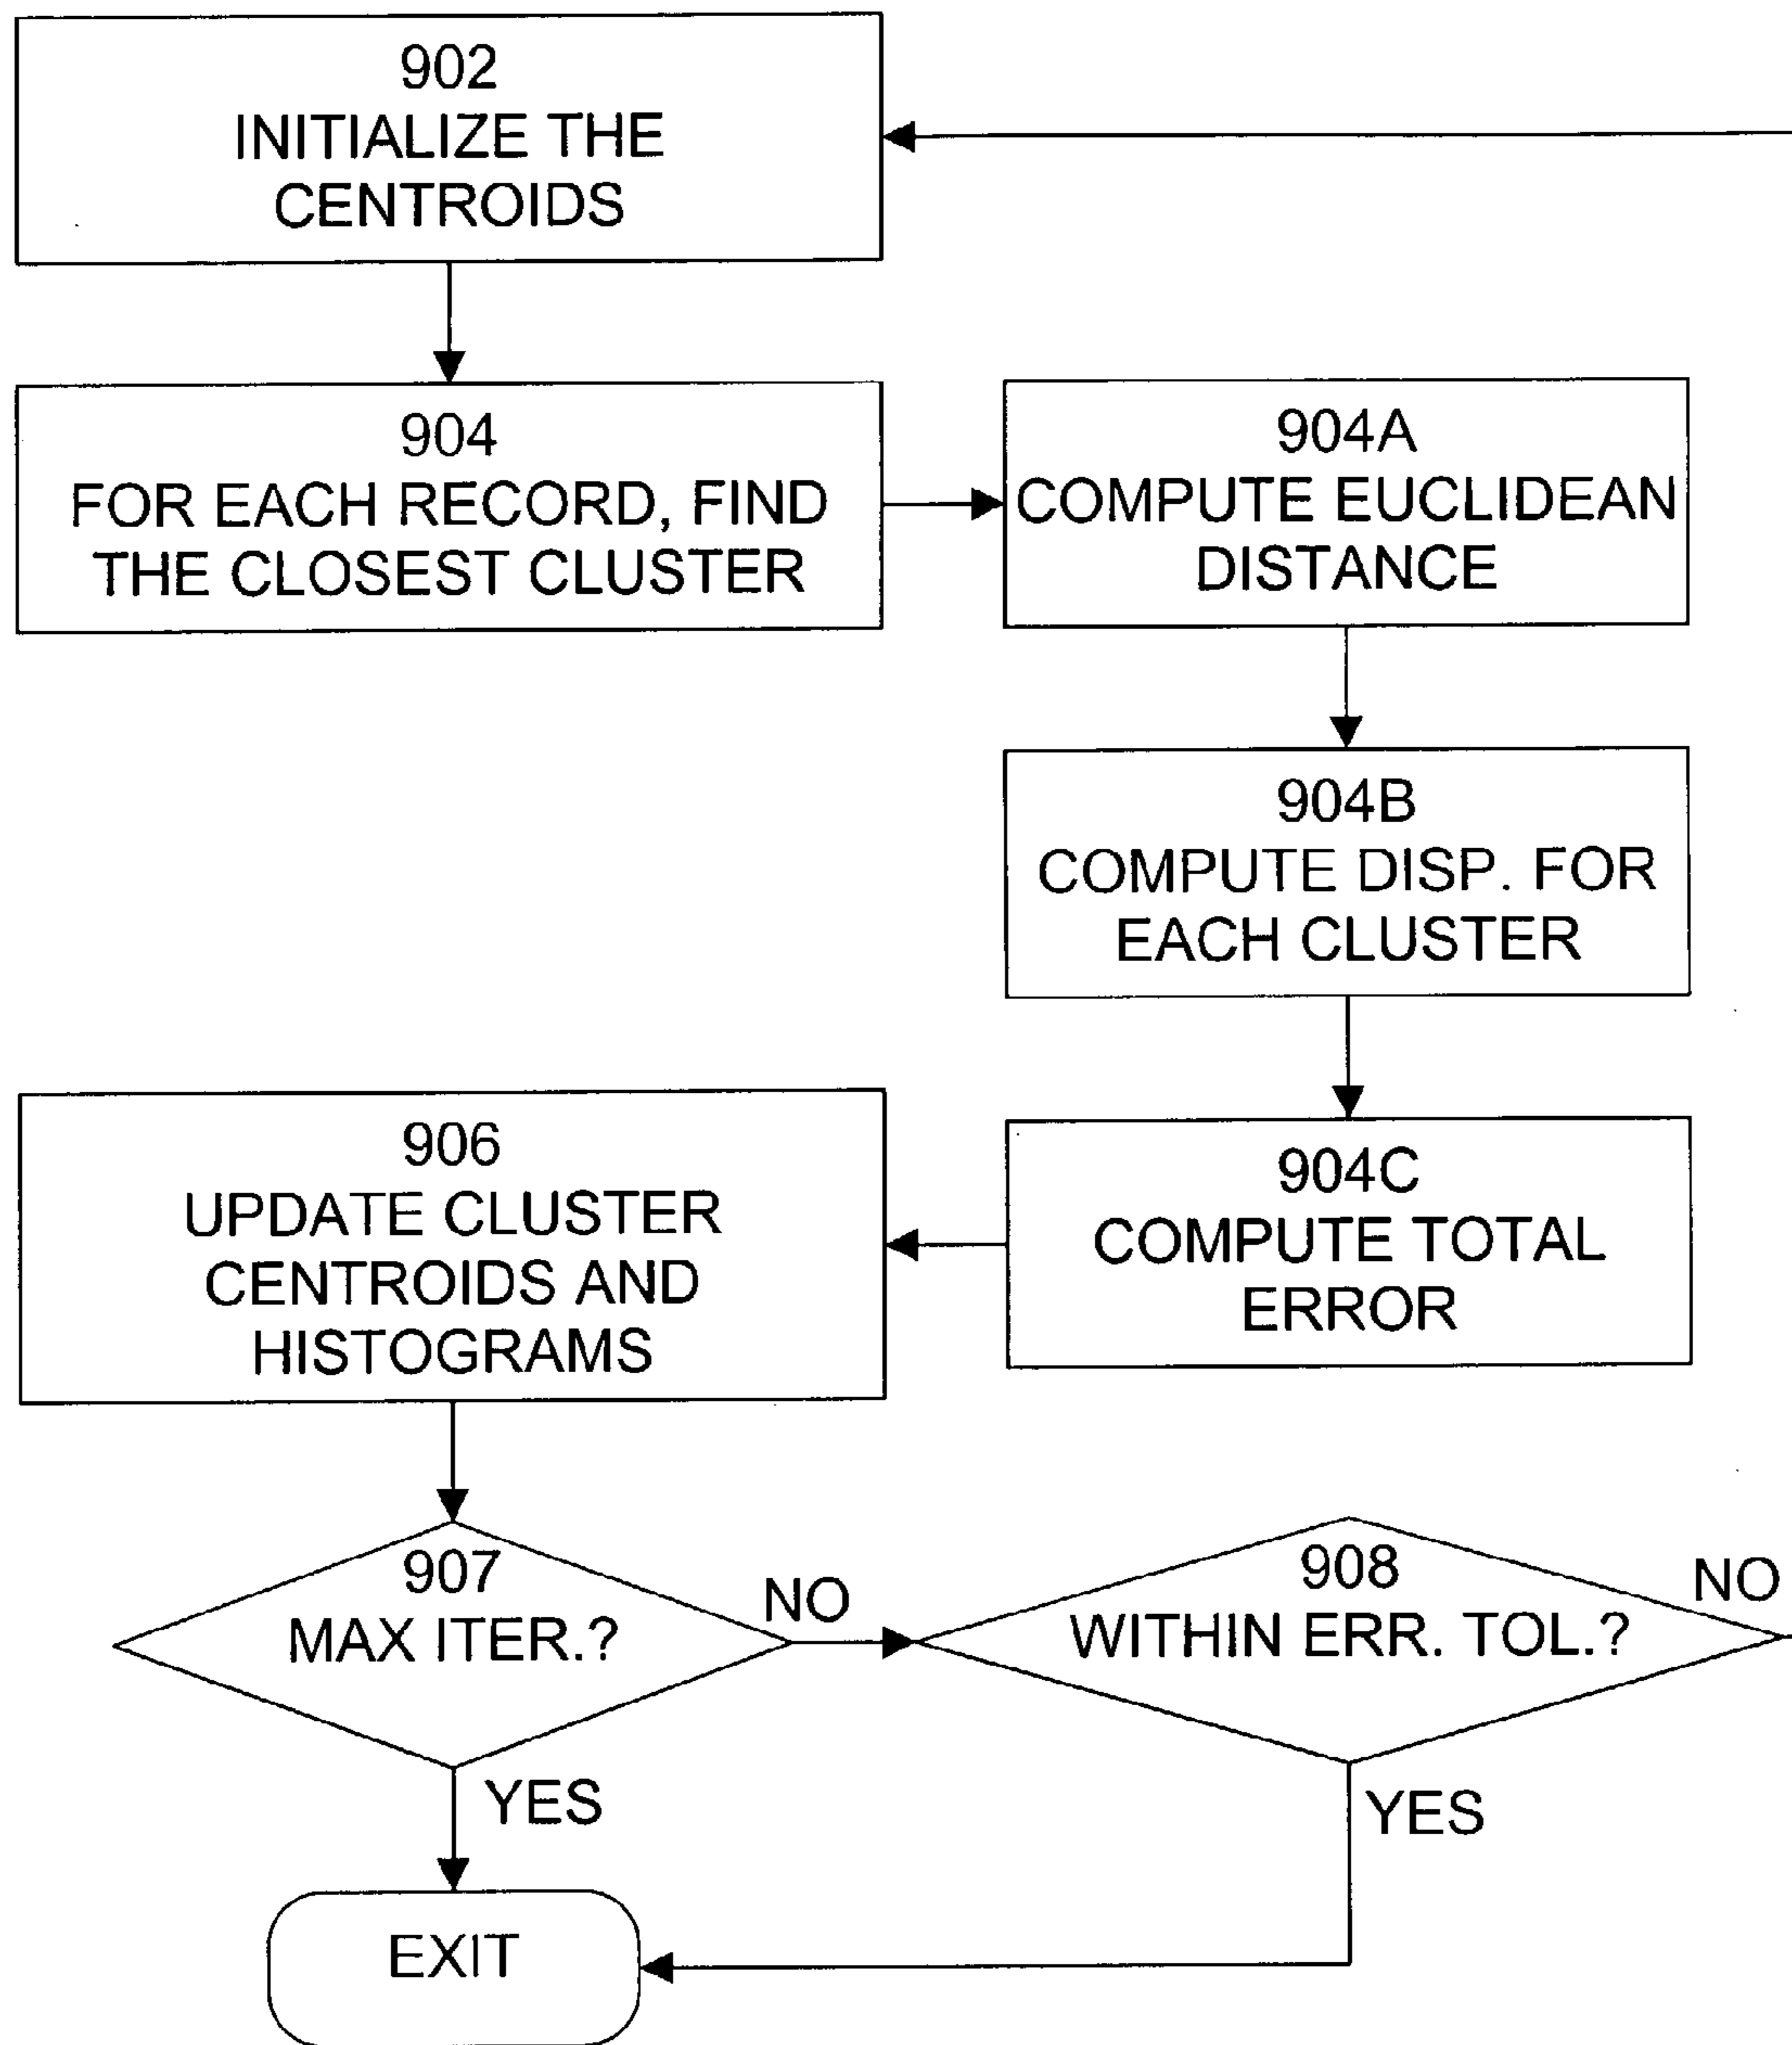 902
INITIALIZE THE
CENTROIDS
904
FOR EACH RECORD, FIND
THE CLOSEST CLUSTER
904A
COMPUTE EUCLIDEAN
DISTANCE
904B
COMPUTE DISP. FOR
EACH CLUSTER
904C
COMPUTE TOTAL
ERROR
906
UPDATE CLUSTER
CENTROIDS AND
HISTOGRAMS
907
MAX ITER.?
NO
908
WITHIN ERR. TOL.?
NO
YES
YES
EXIT